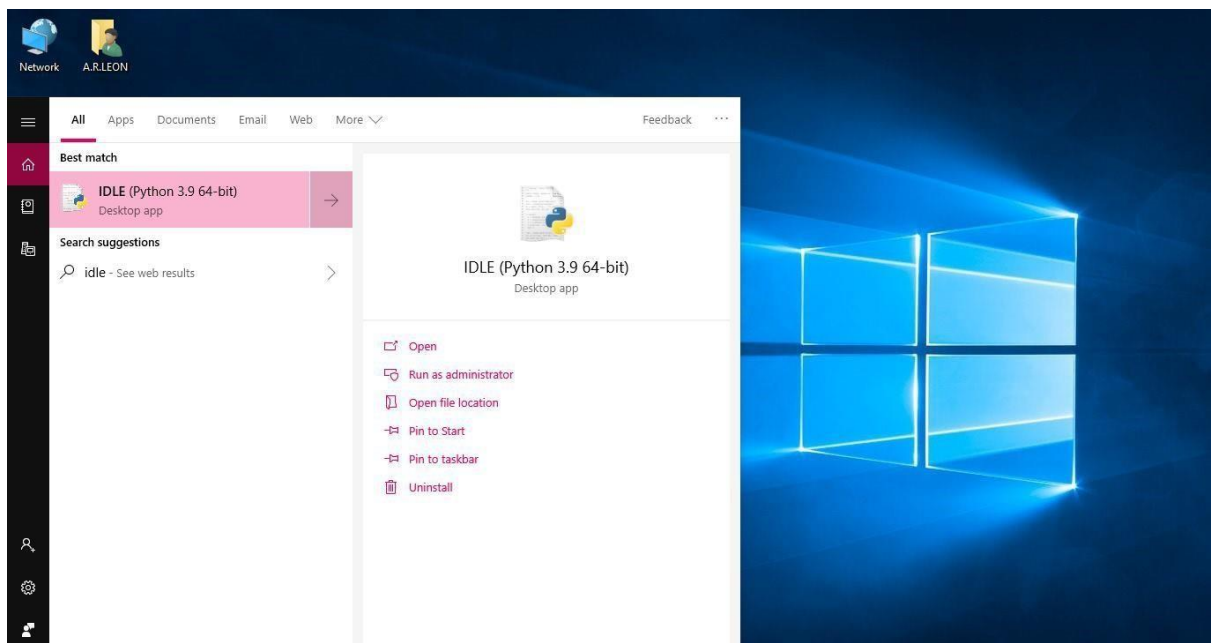 Network
A.R.LEON
All Apps Documents Email Web More Feedback ...
Best match
IDLE (Python 3.9 64-bit)
Desktop app
Search suggestions
idle - See web results
IDLE (Python 3.9 64-bit)
Desktop app
Open
Run as administrator
Open file location
Pin to Start
Pin to taskbar
Uninstall